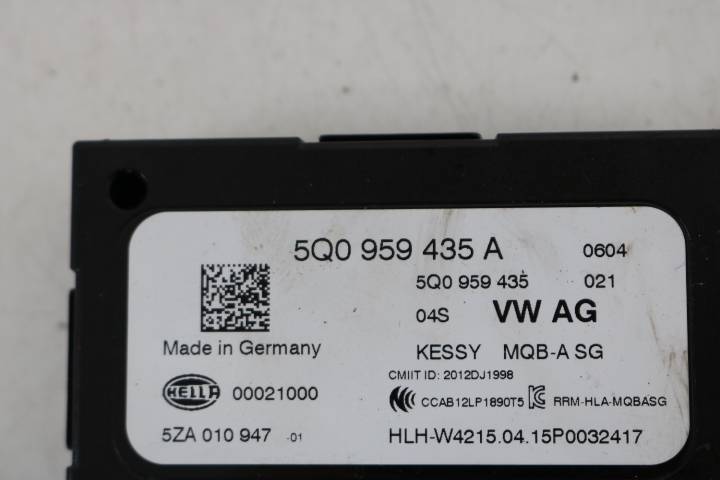 5Q0 959 435 A 0604
5Q0 959 435 021
04S VW AG
Made in Germany KESSY MQB-A SG
CMIIT ID: 2012DJ1998
HELLA 00021000 CCAB12LP1890T5 RRM-HLA-MQBASG
5ZA 010 947 -01 HLH-W4215.04.15P0032417